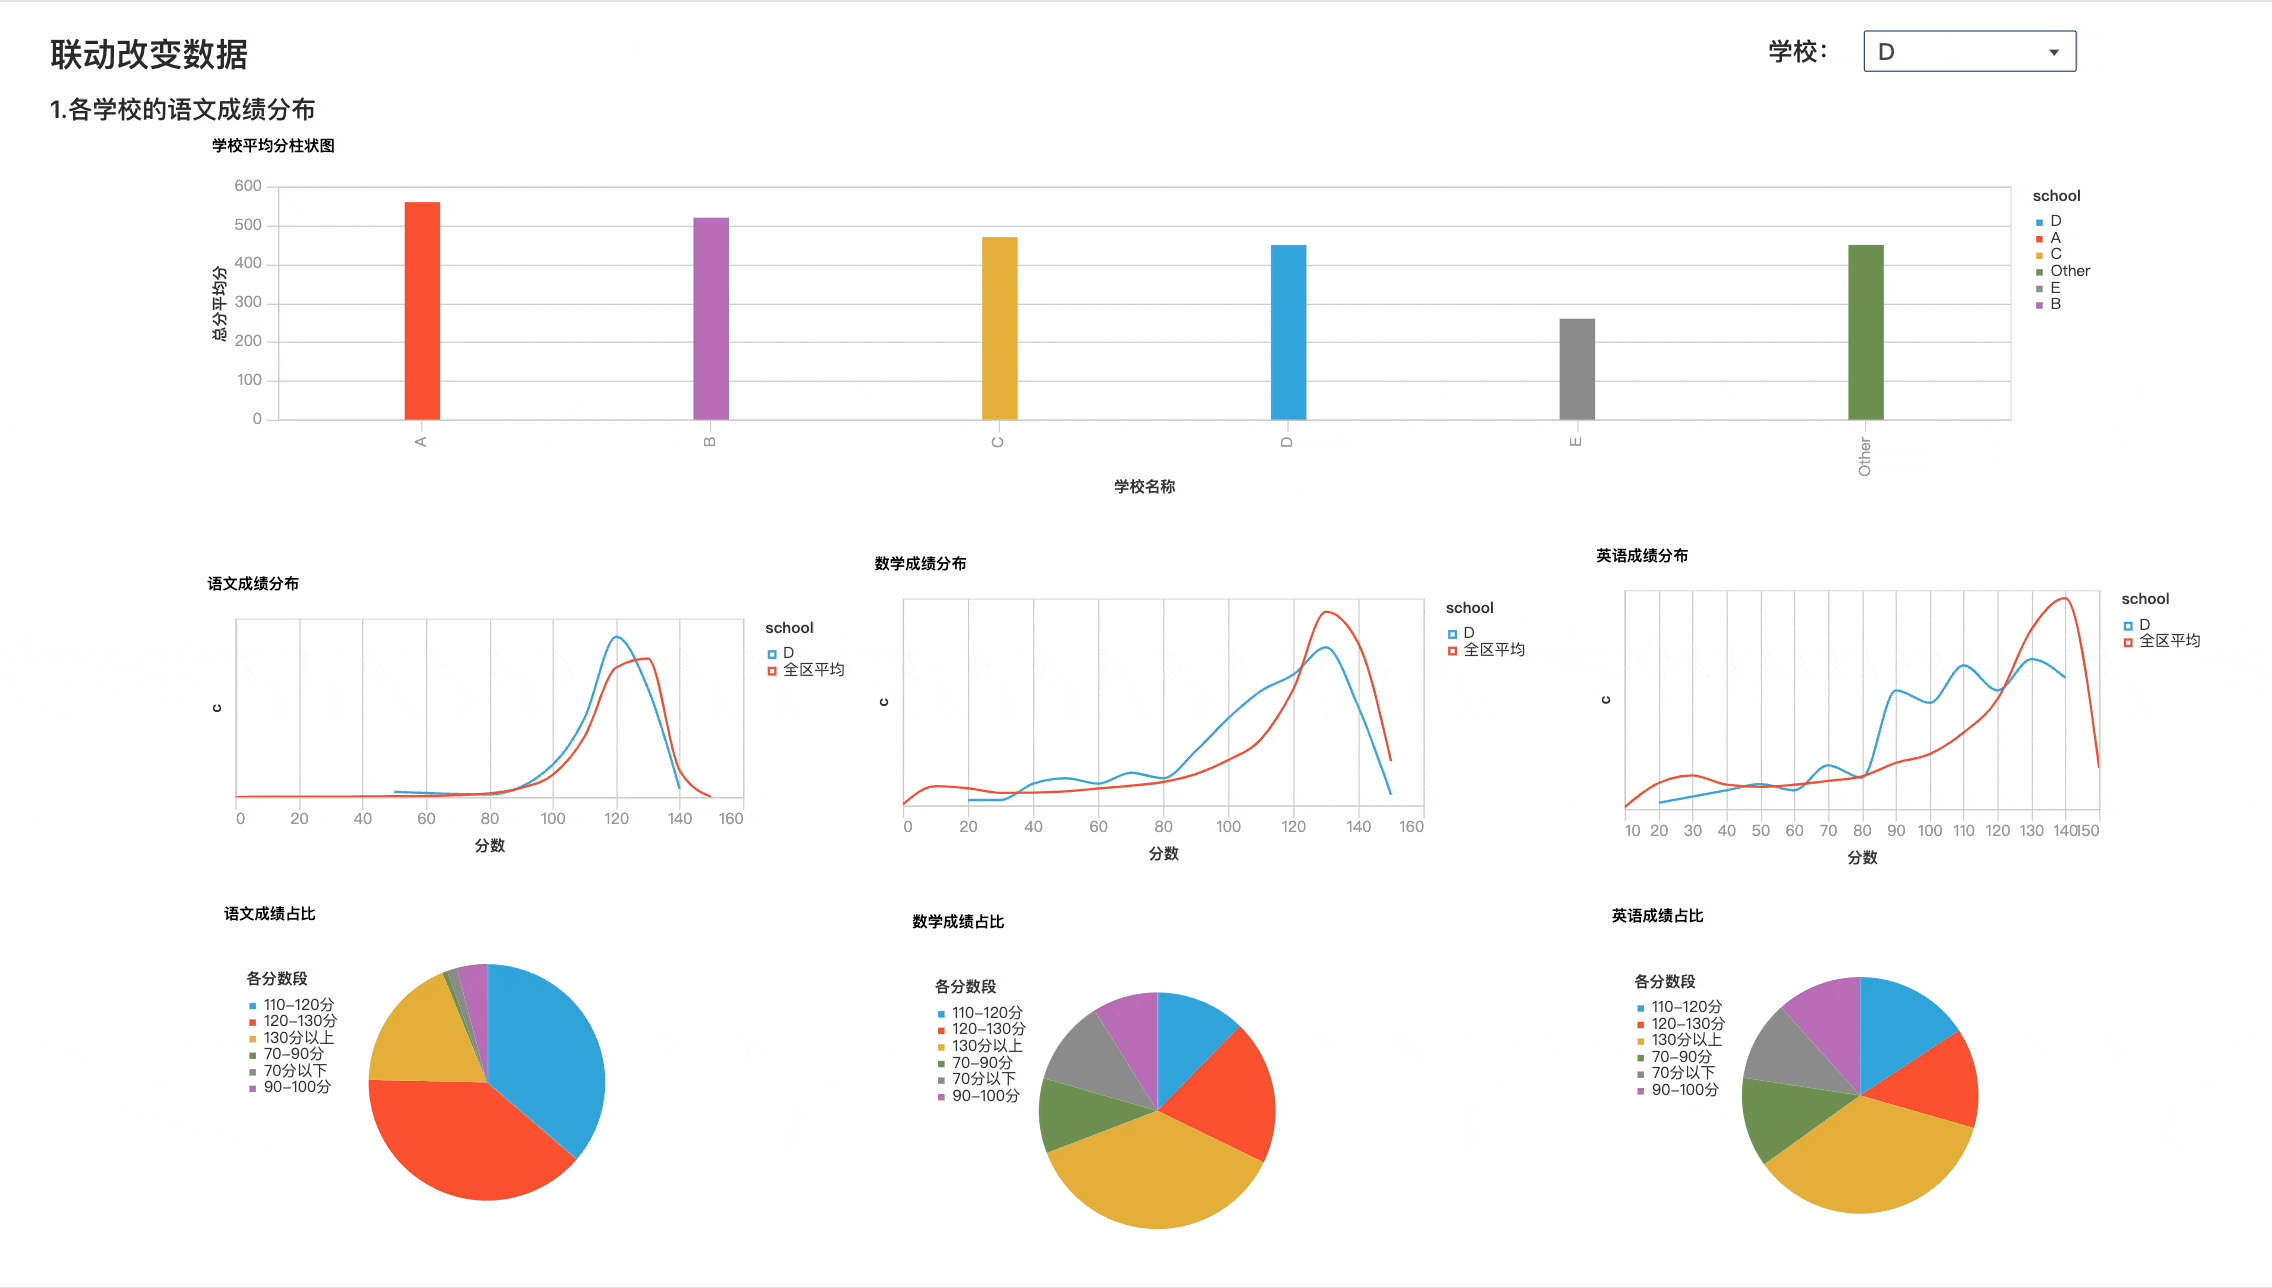 联动改变数据
学校：
D
1.各学校的语文成绩分布
学校平均分柱状图
总分平均分
600
500
400
300
200
100
0
A
B
C
D
E
Other
学校名称
school
D
A
C
Other
E
B
语文成绩分布
c
0 20 40 60 80 100 120 140 160
分数
school
D
全区平均
数学成绩分布
c
0 20 40 60 80 100 120 140 160
分数
school
D
全区平均
英语成绩分布
c
10 20 30 40 50 60 70 80 90 100 110 120 130 140150
分数
school
D
全区平均
语文成绩占比
各分数段
110-120分
120-130分
130分以上
70-90分
70分以下
90-100分
数学成绩占比
各分数段
110-120分
120-130分
130分以上
70-90分
70分以下
90-100分
英语成绩占比
各分数段
110-120分
120-130分
130分以上
70-90分
70分以下
90-100分